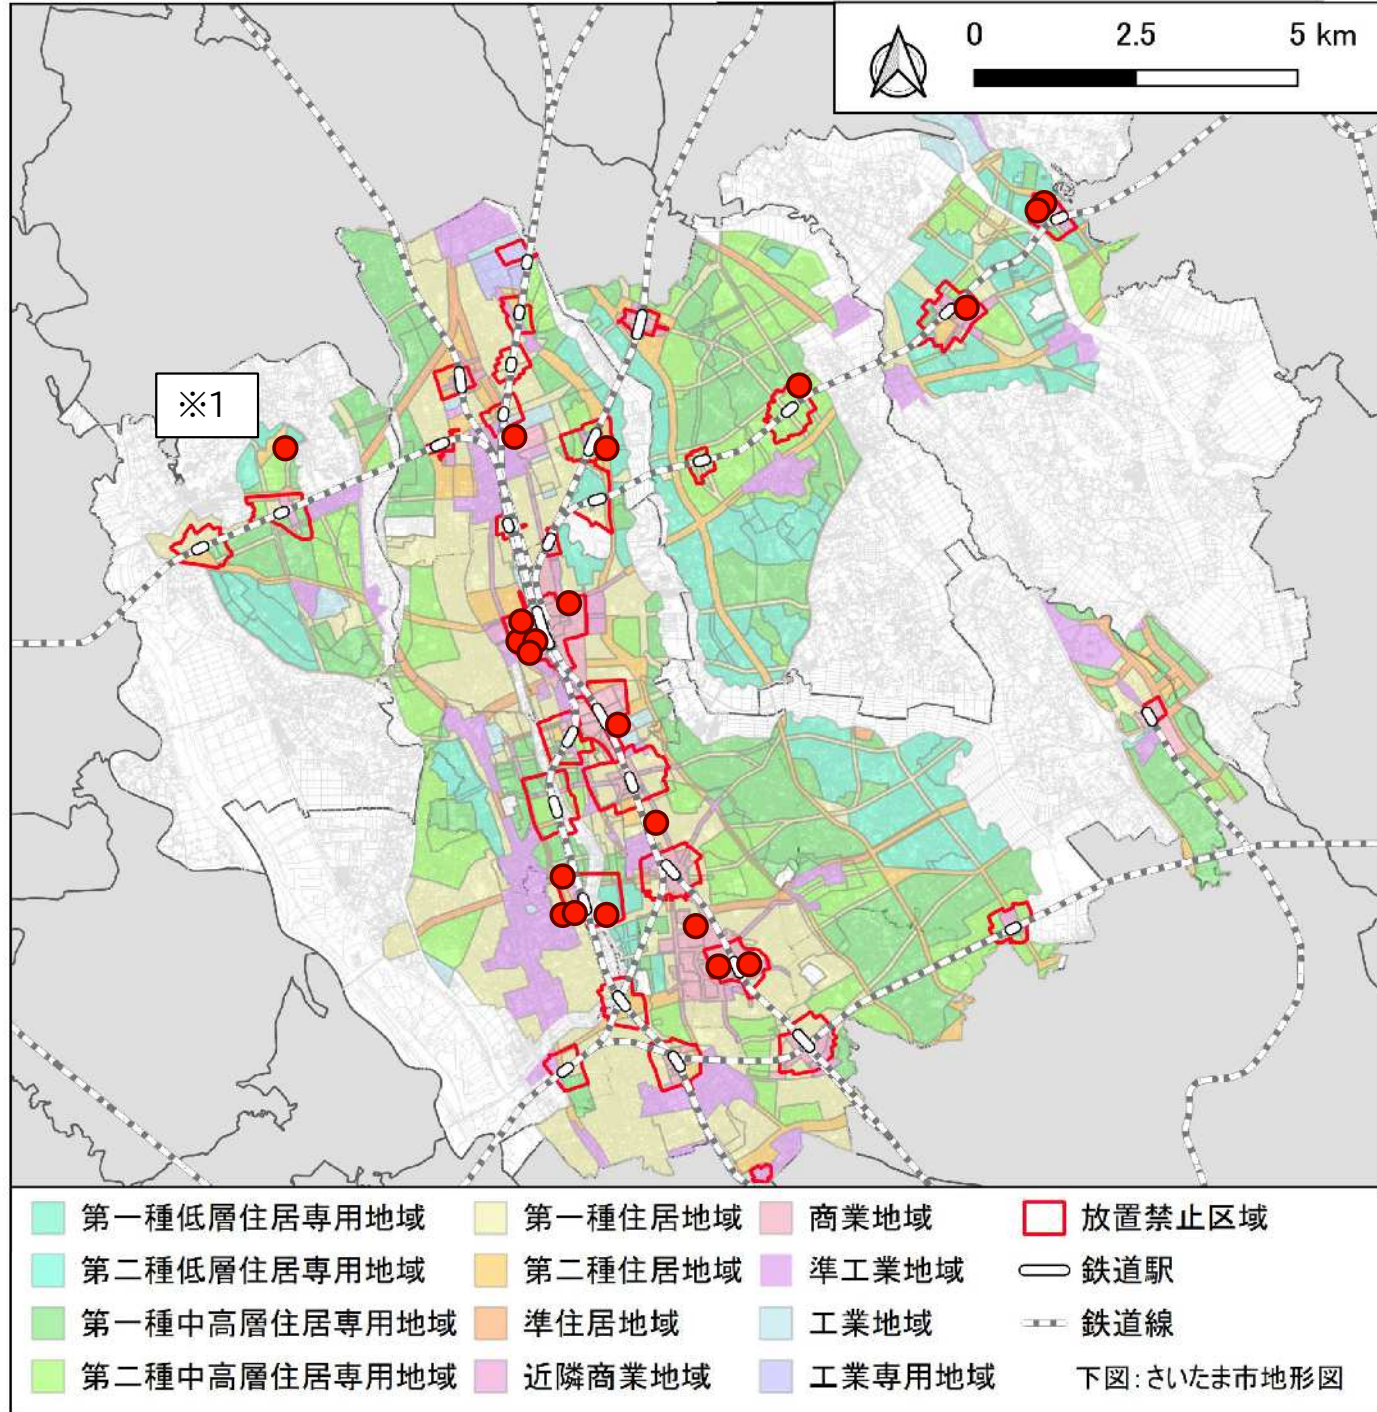 0 2.5 5 km
※1
第一種低層住居専用地域 第一種住居地域 商業地域 放置禁止区域
第二種低層住居専用地域 第二種住居地域 準工業地域 鉄道駅
第一種中高層住居専用地域 準住居地域 工業地域 鉄道線
第二種中高層住居専用地域 近隣商業地域 工業専用地域 下図:さいたま市地形図